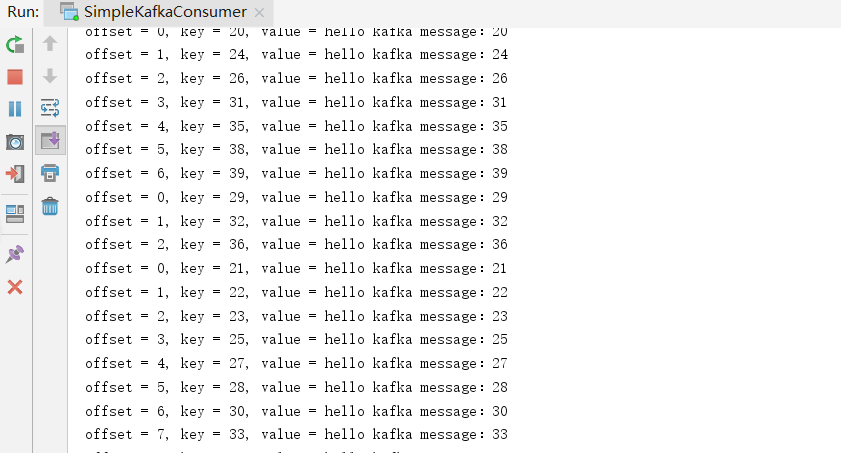 Run: SimpleKafkaConsumer
offset = 0, key = 20, value = hello kafka message：20
offset = 1, key = 24, value = hello kafka message：24
offset = 2, key = 26, value = hello kafka message：26
offset = 3, key = 31, value = hello kafka message：31
offset = 4, key = 35, value = hello kafka message：35
offset = 5, key = 38, value = hello kafka message：38
offset = 6, key = 39, value = hello kafka message：39
offset = 0, key = 29, value = hello kafka message：29
offset = 1, key = 32, value = hello kafka message：32
offset = 2, key = 36, value = hello kafka message：36
offset = 0, key = 21, value = hello kafka message：21
offset = 1, key = 22, value = hello kafka message：22
offset = 2, key = 23, value = hello kafka message：23
offset = 3, key = 25, value = hello kafka message：25
offset = 4, key = 27, value = hello kafka message：27
offset = 5, key = 28, value = hello kafka message：28
offset = 6, key = 30, value = hello kafka message：30
offset = 7, key = 33, value = hello kafka message：33